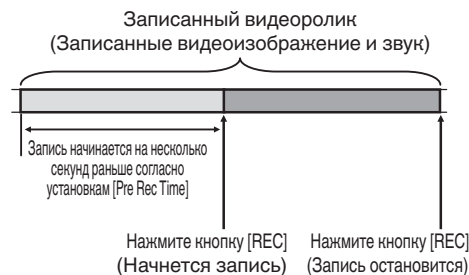 Записанный видеоролик
(Записанные видеоизображение и звук)
Запись начинается на несколько
секунд раньше согласно
установкам [Pre Rec Time]
Нажмите кнопку [REC]
(Начнется запись)
Нажмите кнопку [REC]
(Запись остановится)